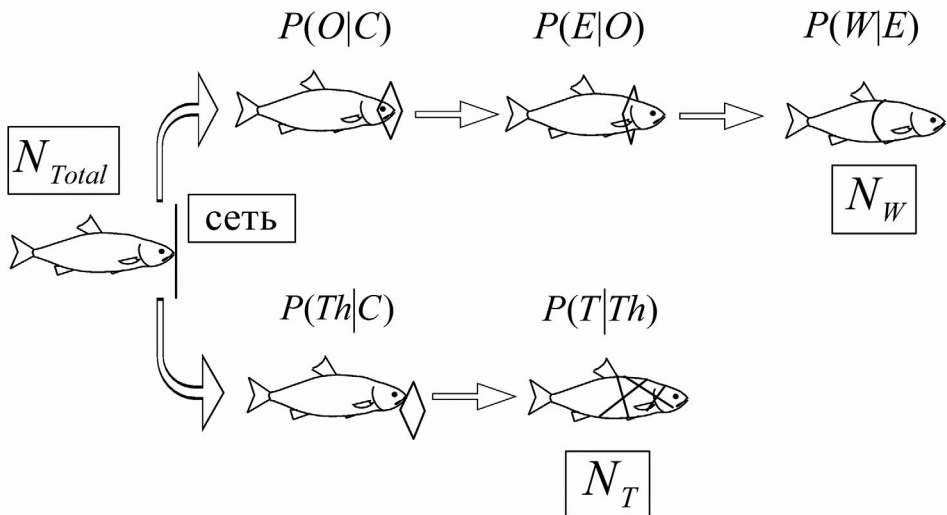 P(O|C) P(E|O) P(W|E)
N_Total
N_W
сеть
P(Th|C) P(T|Th)
N_T